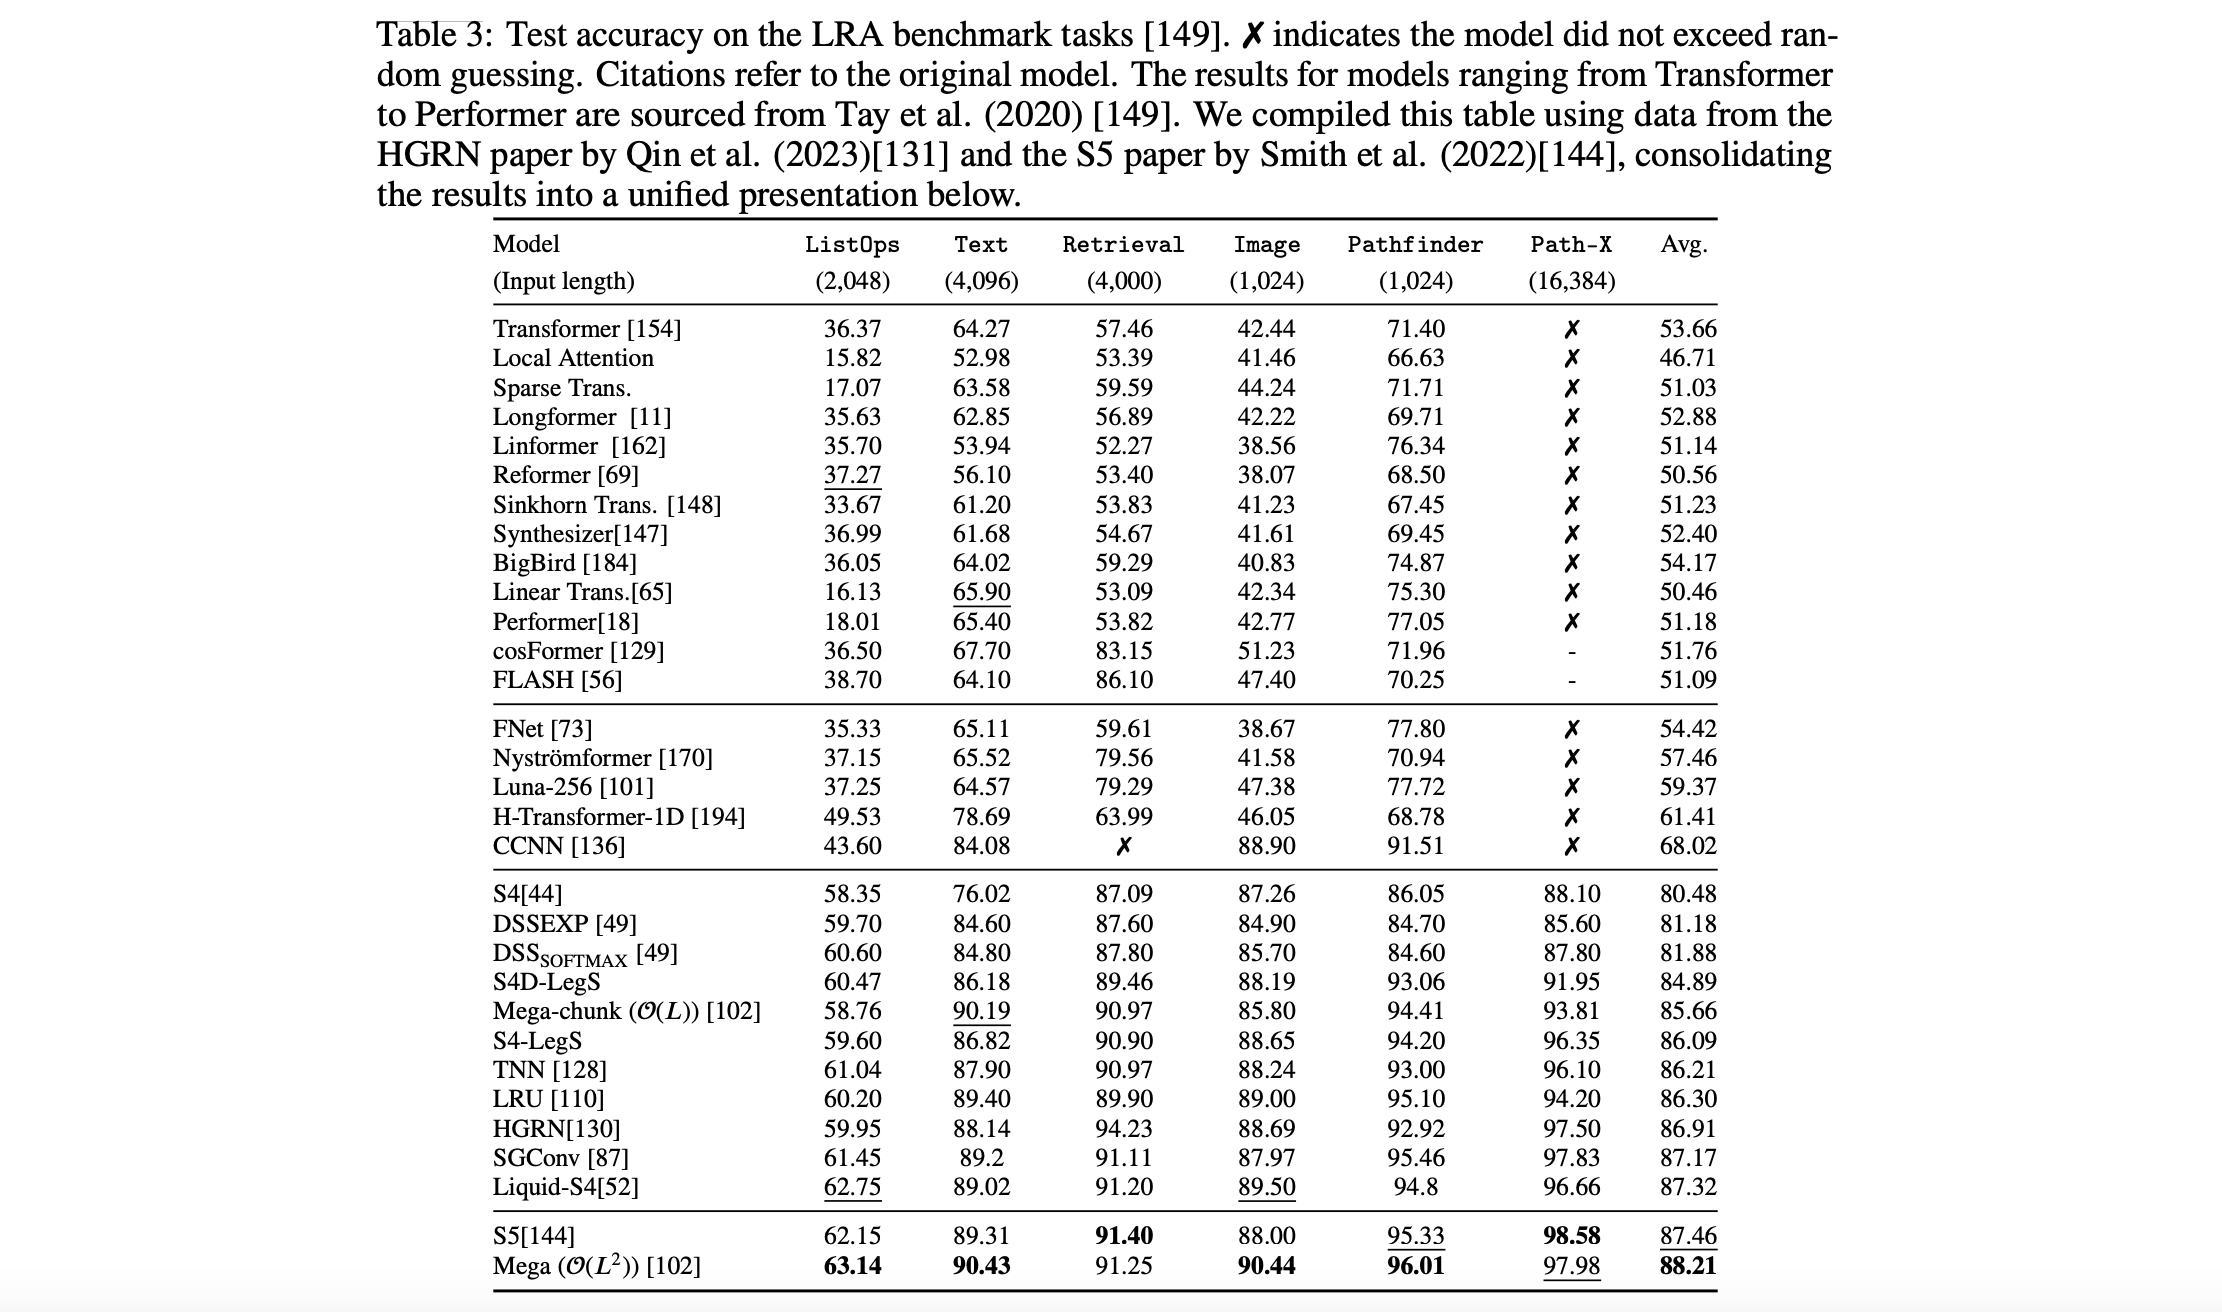 Table 3: Test accuracy on the LRA benchmark tasks [149]. ✗ indicates the model did not exceed ran-
dom guessing. Citations refer to the original model. The results for models ranging from Transformer
to Performer are sourced from Tay et al. (2020) [149]. We compiled this table using data from the
HGRN paper by Qin et al. (2023)[131] and the S5 paper by Smith et al. (2022)[144], consolidating
the results into a unified presentation below.
Model ListOps Text Retrieval Image Pathfinder Path-X Avg.
(Input length) (2,048) (4,096) (4,000) (1,024) (1,024) (16,384)
Transformer [154] 36.37 64.27 57.46 42.44 71.40 ✗ 53.66
Local Attention 15.82 52.98 53.39 41.46 66.63 ✗ 46.71
Sparse Trans. 17.07 63.58 59.59 44.24 71.71 ✗ 51.03
Longformer [11] 35.63 62.85 56.89 42.22 69.71 ✗ 52.88
Linformer [162] 35.70 53.94 52.27 38.56 76.34 ✗ 51.14
Reformer [69] 37.27 56.10 53.40 38.07 68.50 ✗ 50.56
Sinkhorn Trans. [148] 33.67 61.20 53.83 41.23 67.45 ✗ 51.23
Synthesizer[147] 36.99 61.68 54.67 41.61 69.45 ✗ 52.40
BigBird [184] 36.05 64.02 59.29 40.83 74.87 ✗ 54.17
Linear Trans.[65] 16.13 65.90 53.09 42.34 75.30 ✗ 50.46
Performer[18] 18.01 65.40 53.82 42.77 77.05 ✗ 51.18
cosFormer [129] 36.50 67.70 83.15 51.23 71.96 - 51.76
FLASH [56] 38.70 64.10 86.10 47.40 70.25 - 51.09
FNet [73] 35.33 65.11 59.61 38.67 77.80 ✗ 54.42
Nyströmformer [170] 37.15 65.52 79.56 41.58 70.94 ✗ 57.46
Luna-256 [101] 37.25 64.57 79.29 47.38 77.72 ✗ 59.37
H-Transformer-1D [194] 49.53 78.69 63.99 46.05 68.78 ✗ 61.41
CCNN [136] 43.60 84.08 ✗ 88.90 91.51 ✗ 68.02
S4[44] 58.35 76.02 87.09 87.26 86.05 88.10 80.48
DSSEXP [49] 59.70 84.60 87.60 84.90 84.70 85.60 81.18
DSS_SOFTMAX [49] 60.60 84.80 87.80 85.70 84.60 87.80 81.88
S4D-LegS 60.47 86.18 89.46 88.19 93.06 91.95 84.89
Mega-chunk (𝒪(L)) [102] 58.76 90.19 90.97 85.80 94.41 93.81 85.66
S4-LegS 59.60 86.82 90.90 88.65 94.20 96.35 86.09
TNN [128] 61.04 87.90 90.97 88.24 93.00 96.10 86.21
LRU [110] 60.20 89.40 89.90 89.00 95.10 94.20 86.30
HGRN[130] 59.95 88.14 94.23 88.69 92.92 97.50 86.91
SGConv [87] 61.45 89.2 91.11 87.97 95.46 97.83 87.17
Liquid-S4[52] 62.75 89.02 91.20 89.50 94.8 96.66 87.32
S5[144] 62.15 89.31 91.40 88.00 95.33 98.58 87.46
Mega (𝒪(L²)) [102] 63.14 90.43 91.25 90.44 96.01 97.98 88.21